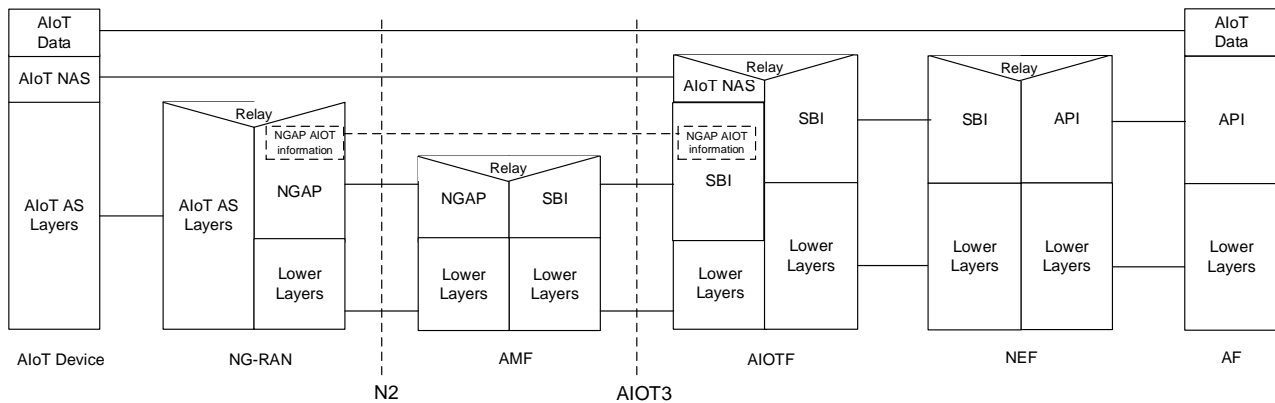 AIoT
Data
AIoT NAS
AIoT AS
Layers
AIoT Device
Relay
AIoT AS
Layers
NGAP AIOT
information
NGAP
Lower
Layers
NG-RAN
N2
Relay
NGAP
SBI
Lower
Layers
Lower
Layers
AMF
AIOT3
Relay
AIoT NAS
NGAP AIOT
information
SBI
Lower
Layers
SBI
Lower
Layers
AIOTF
Relay
SBI
API
Lower
Layers
Lower
Layers
NEF
AIoT
Data
API
Lower
Layers
AF